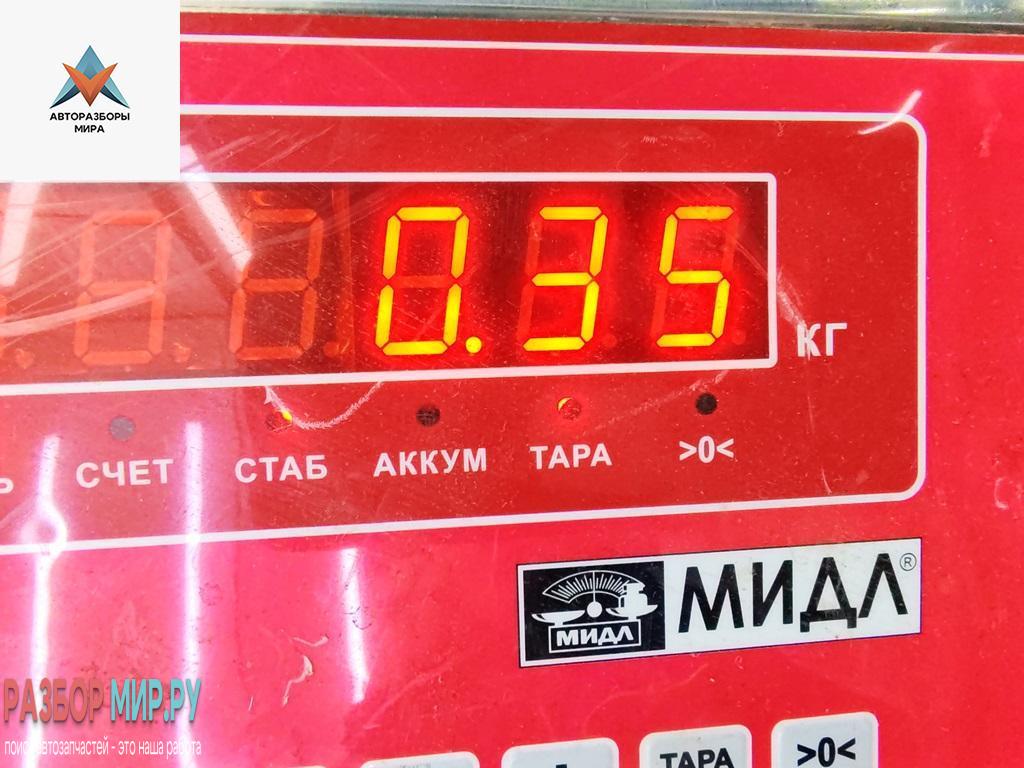 АВТОРАЗБОРЫ
МИРА
0.35
КГ
СЧЕТ СТАБ АККУМ ТАРА >0<
МИДЛ МИДЛ®
РАЗБОР МИР.РУ
поиск автозапчастей - это наша работа
ТАРА >0<